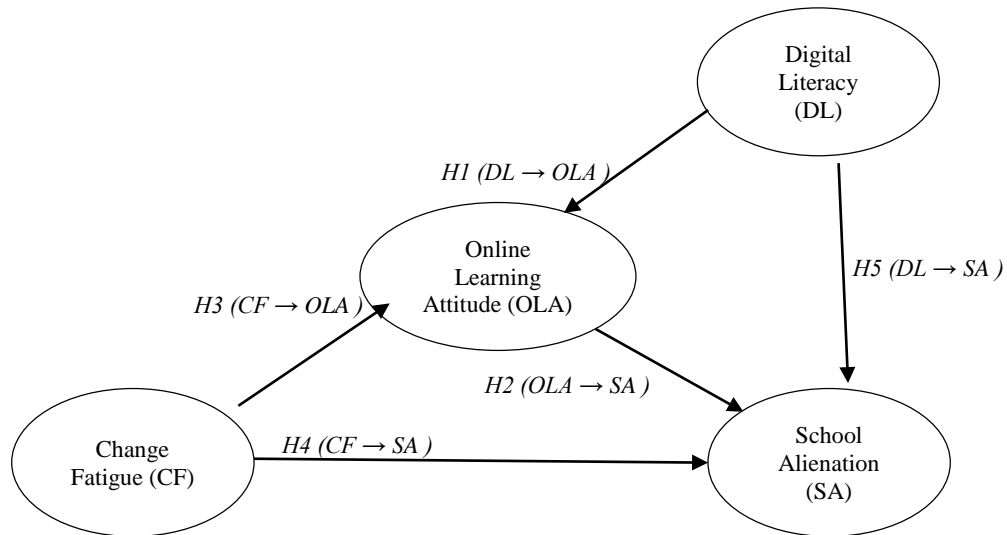 Digital
Literacy
(DL)
H1 (DL → OLA )
Online
Learning
Attitude (OLA)
H5 (DL → SA )
H3 (CF → OLA )
H2 (OLA → SA )
Change
Fatigue (CF)
H4 (CF → SA )
School
Alienation
(SA)